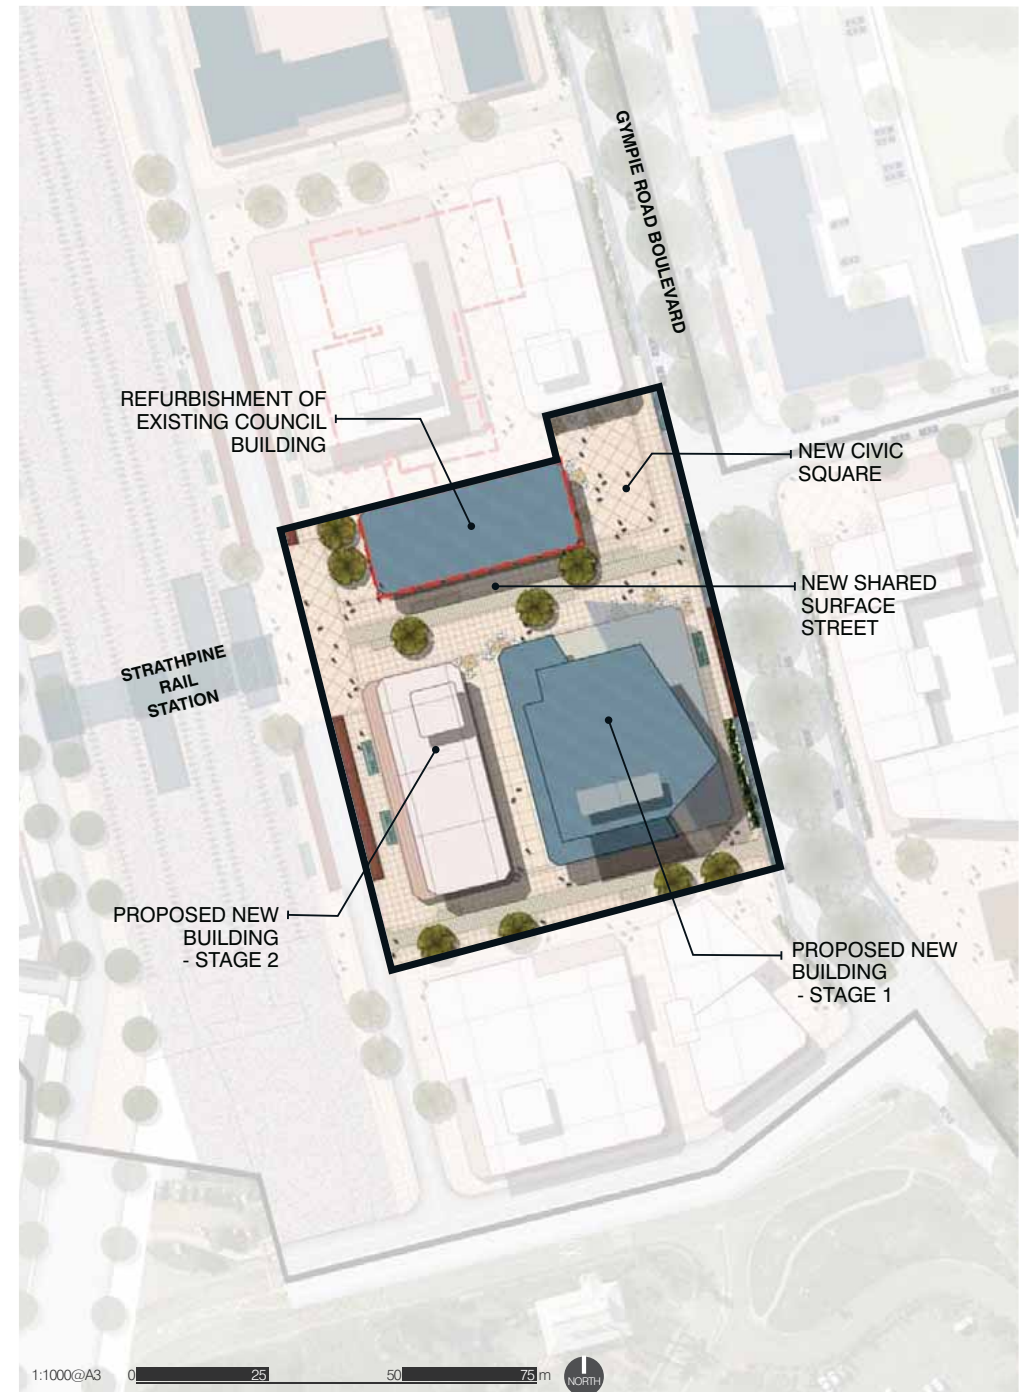 GYMPIE ROAD BOULEVARD
REFURBISHMENT OF
EXISTING COUNCIL
BUILDING
NEW CIVIC
SQUARE
NEW SHARED
SURFACE
STREET
STRATHPINE
RAIL
STATION
PROPOSED NEW
BUILDING
- STAGE 2
PROPOSED NEW
BUILDING
- STAGE 1
1:1000@A3 0 25 50 75 m NORTH